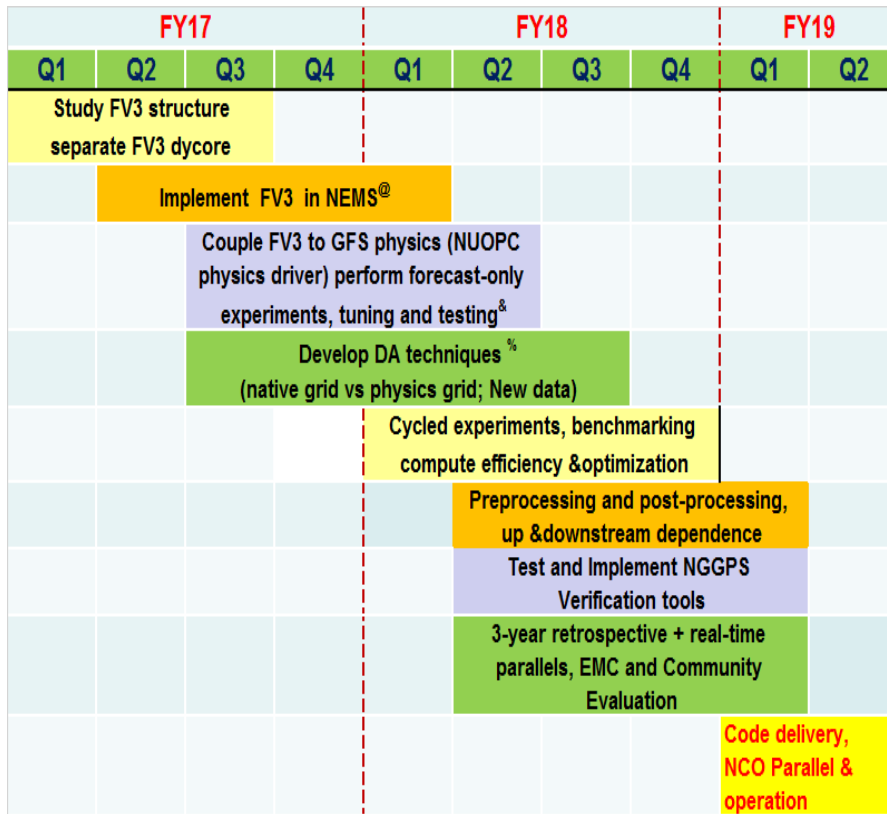 FY17 FY18 FY19
Q1 Q2 Q3 Q4 Q1 Q2 Q3 Q4 Q1 Q2
Study FV3 structure
separate FV3 dycore
Implement FV3 in NEMS@
Couple FV3 to GFS physics (NUOPC
physics driver) perform forecast-only
experiments, tuning and testing&
Develop DA techniques %
(native grid vs physics grid; New data)
Cycled experiments, benchmarking
compute efficiency &optimization
Preprocessing and post-processing,
up &downstream dependence
Test and Implement NGGPS
Verification tools
3-year retrospective + real-time
parallels, EMC and Community
Evaluation
Code delivery,
NCO Parallel &
operation